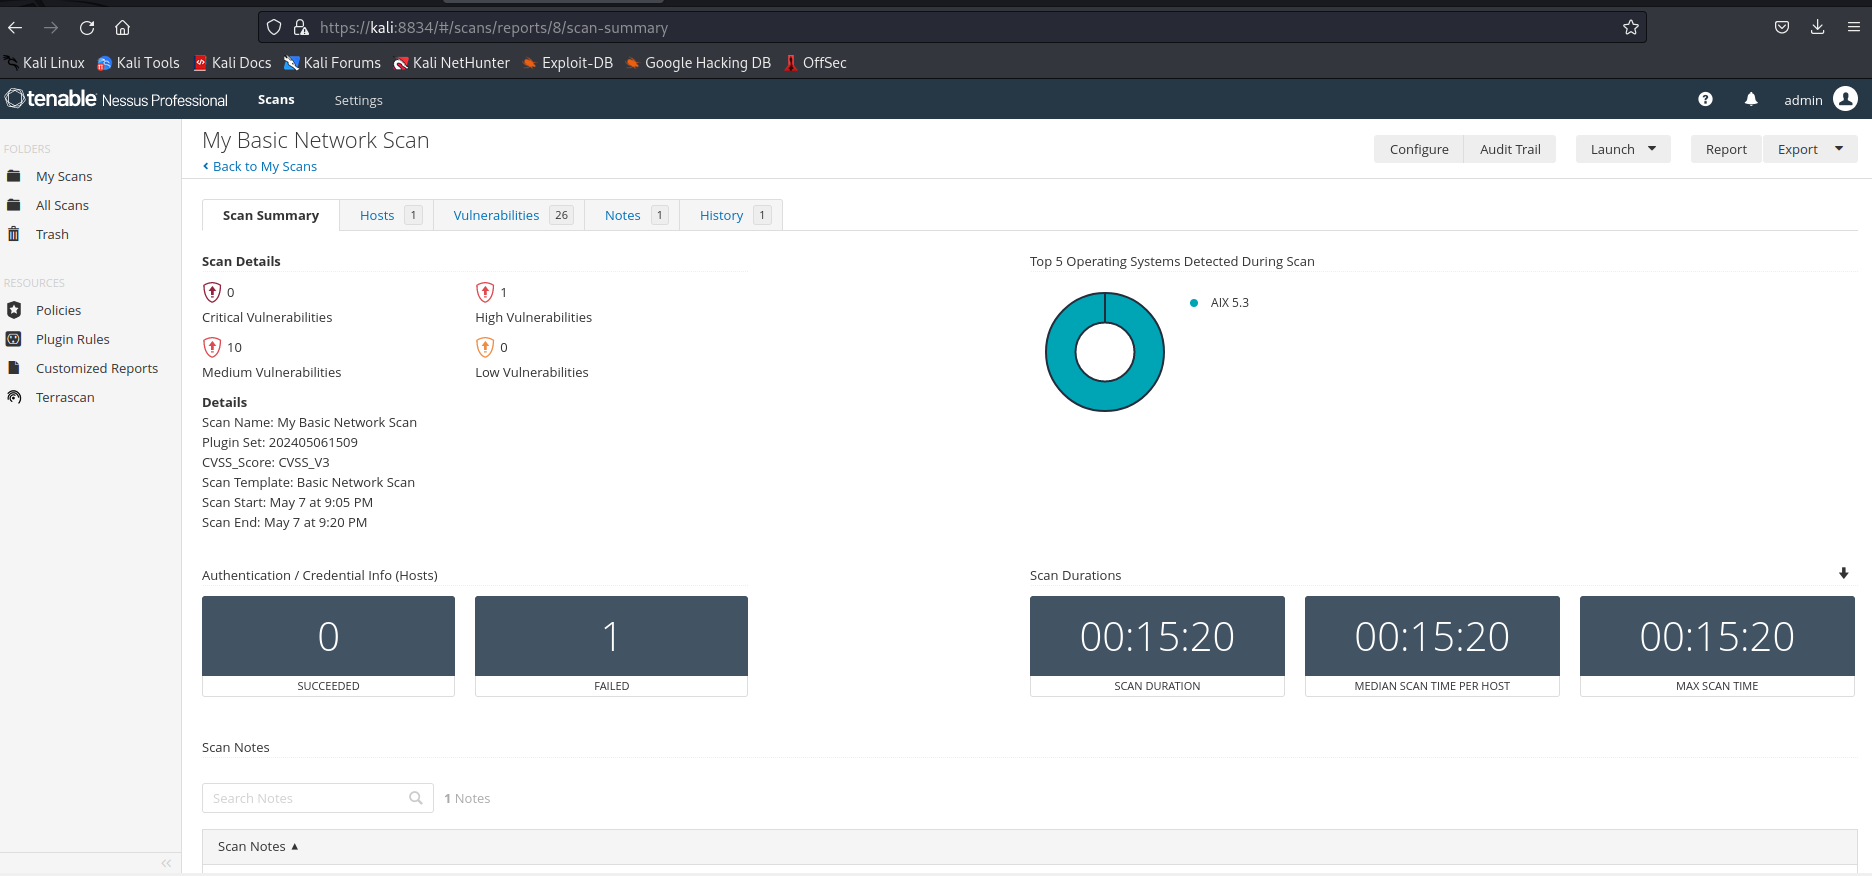 https://kali:8834/#/scans/reports/8/scan-summary
Kali Linux Kali Tools Kali Docs Kali Forums Kali NetHunter Exploit-DB Google Hacking DB OffSec
tenable Nessus Professional Scans Settings admin
FOLDERS
My Scans
All Scans
Trash
RESOURCES
Policies
Plugin Rules
Customized Reports
Terrascan
My Basic Network Scan
Back to My Scans
Configure Audit Trail Launch Report Export
Scan Summary Hosts 1 Vulnerabilities 26 Notes 1 History 1
Scan Details
0
Critical Vulnerabilities
1
High Vulnerabilities
10
Medium Vulnerabilities
0
Low Vulnerabilities
Details
Scan Name: My Basic Network Scan
Plugin Set: 202405061509
CVSS_Score: CVSS_V3
Scan Template: Basic Network Scan
Scan Start: May 7 at 9:05 PM
Scan End: May 7 at 9:20 PM
Top 5 Operating Systems Detected During Scan
AIX 5.3
Authentication / Credential Info (Hosts)
0
SUCCEEDED
1
FAILED
Scan Durations
00:15:20
SCAN DURATION
00:15:20
MEDIAN SCAN TIME PER HOST
00:15:20
MAX SCAN TIME
Scan Notes
Search Notes
1 Notes
Scan Notes